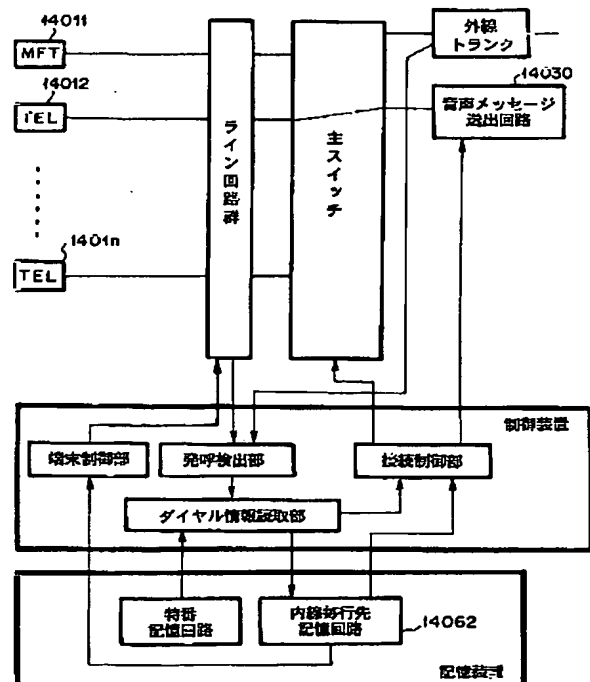 14011
MFT
14012
TEL
1401n
TEL
ライン回路群
主スイッチ
外線
トランク
14030
音声メッセージ
送出回路
制御装置
端末制御部
発呼検出部
接続制御部
ダイヤル情報読取部
特番
記憶回路
内線毎行先
記憶回路
14062
記憶装置